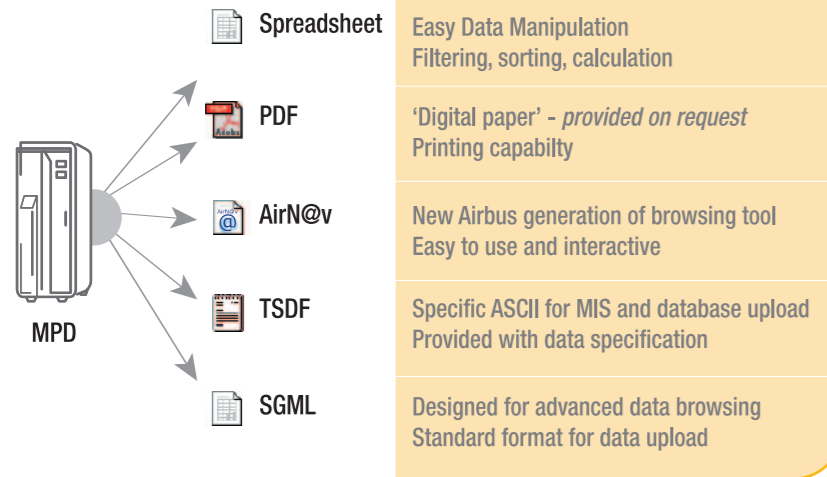 Spreadsheet
Easy Data Manipulation
Filtering, sorting, calculation
PDF
Acrobs
‘Digital paper’ - provided on request
Printing capabilty
AirN@v
AirN@v
@
New Airbus generation of browsing tool
Easy to use and interactive
TSDF
Specific ASCII for MIS and database upload
Provided with data specification
MPD
SGML
Designed for advanced data browsing
Standard format for data upload